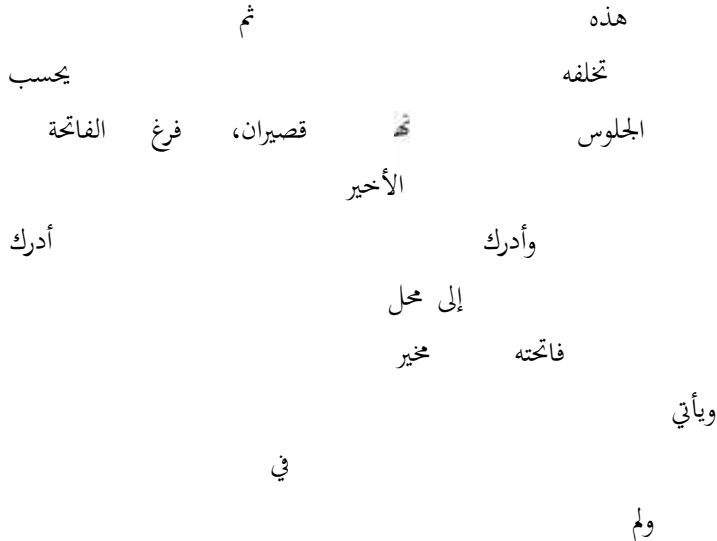 هذه ثم
تخلفه يحسب
الجلوس قصيران، فرغ الفاتحة
الأخير
وأدرك أدرك
إلى محل
فاتحته مخير
ويأتي
في
ولم